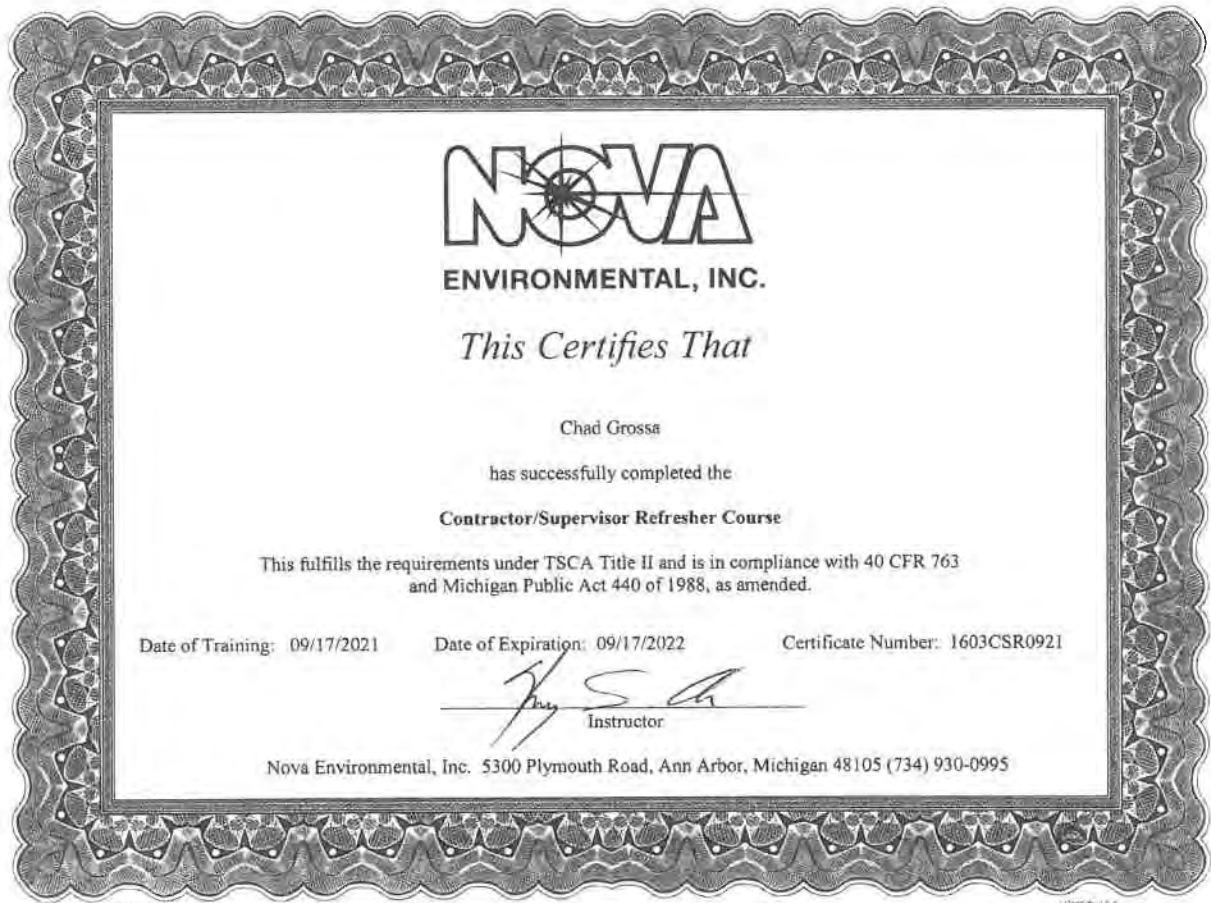 NOVA
ENVIRONMENTAL, INC.
This Certifies That
Chad Grossa
has successfully completed the
Contractor/Supervisor Refresher Course
This fulfills the requirements under TSCA Title II and is in compliance with 40 CFR 763
and Michigan Public Act 440 of 1988, as amended.
Date of Training: 09/17/2021 Date of Expiration: 09/17/2022 Certificate Number: 1603CSR0921
Instructor
Nova Environmental, Inc. 5300 Plymouth Road, Ann Arbor, Michigan 48105 (734) 930-0995